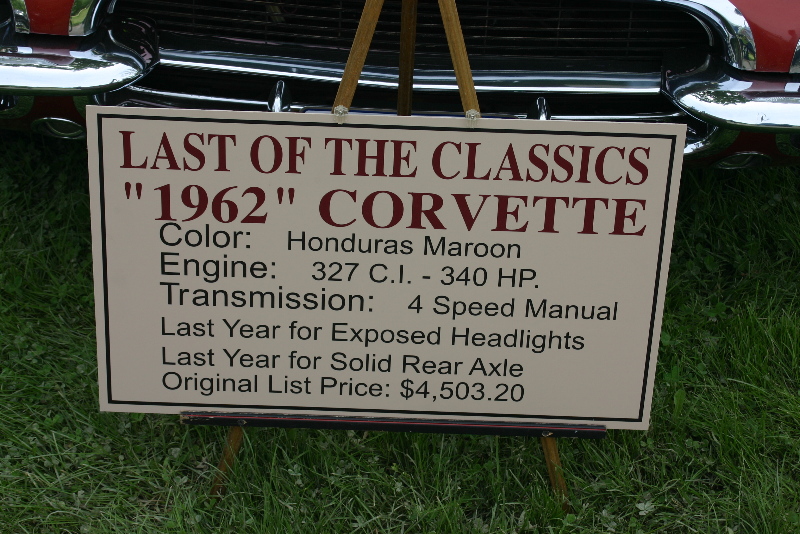 LAST OF THE CLASSICS
"1962" CORVETTE
Color: Honduras Maroon
Engine: 327 C.I. - 340 HP.
Transmission: 4 Speed Manual
Last Year for Exposed Headlights
Last Year for Solid Rear Axle
Original List Price: $4,503.20